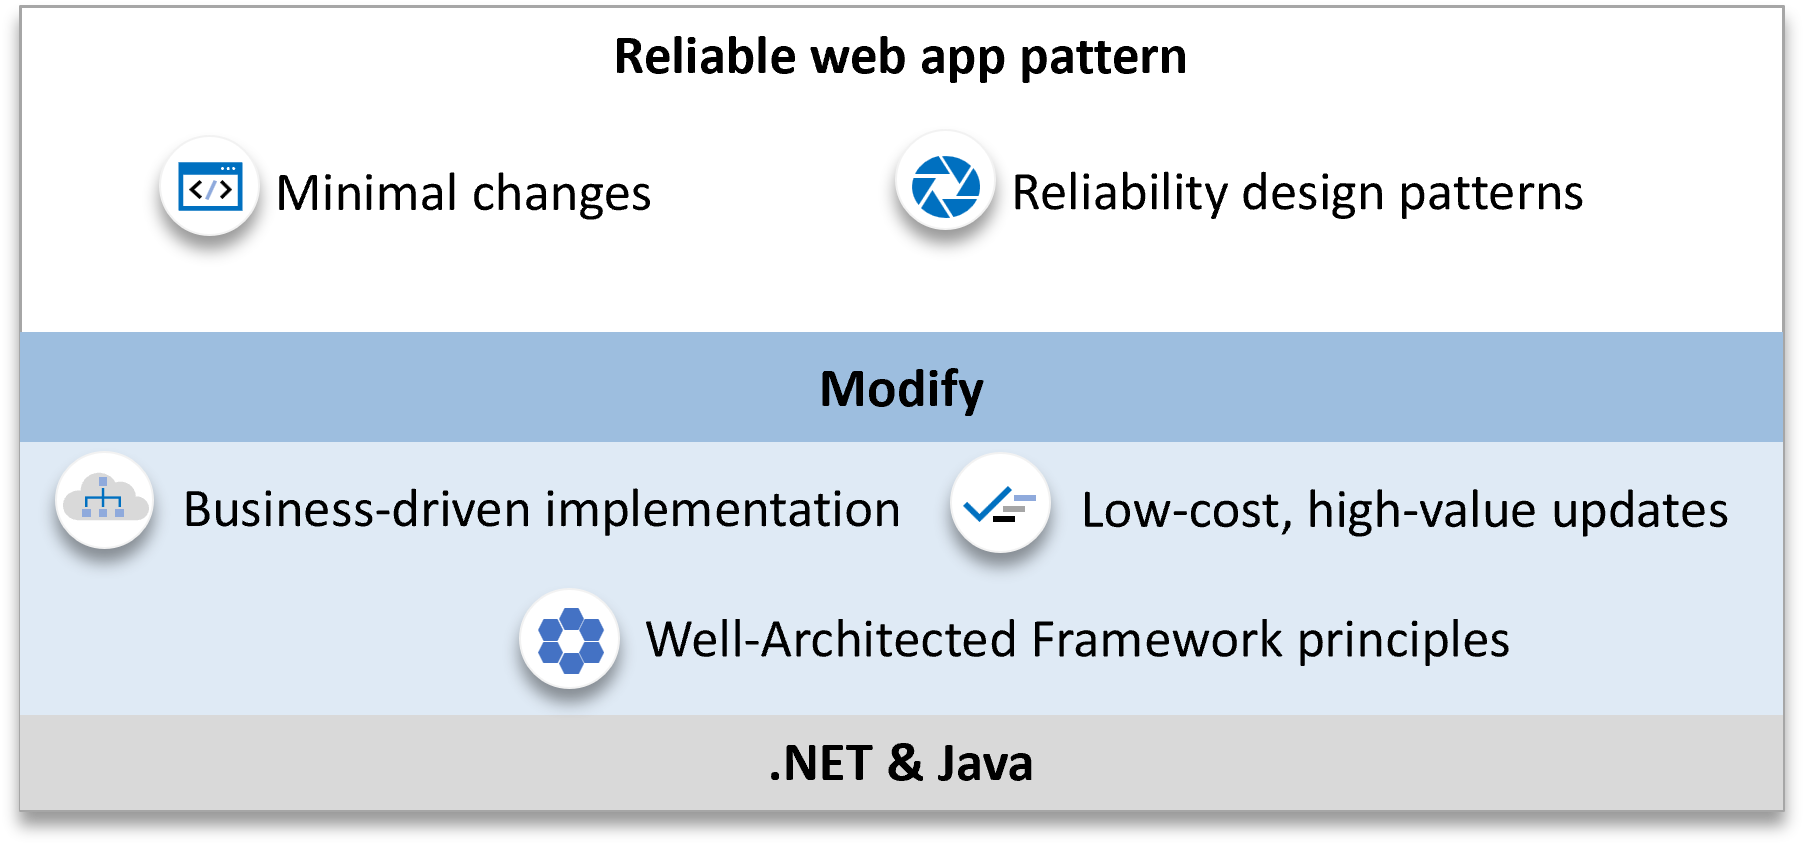 Reliable web app pattern
Minimal changes
Reliability design patterns
Modify
Business-driven implementation
Low-cost, high-value updates
Well-Architected Framework principles
.NET & Java